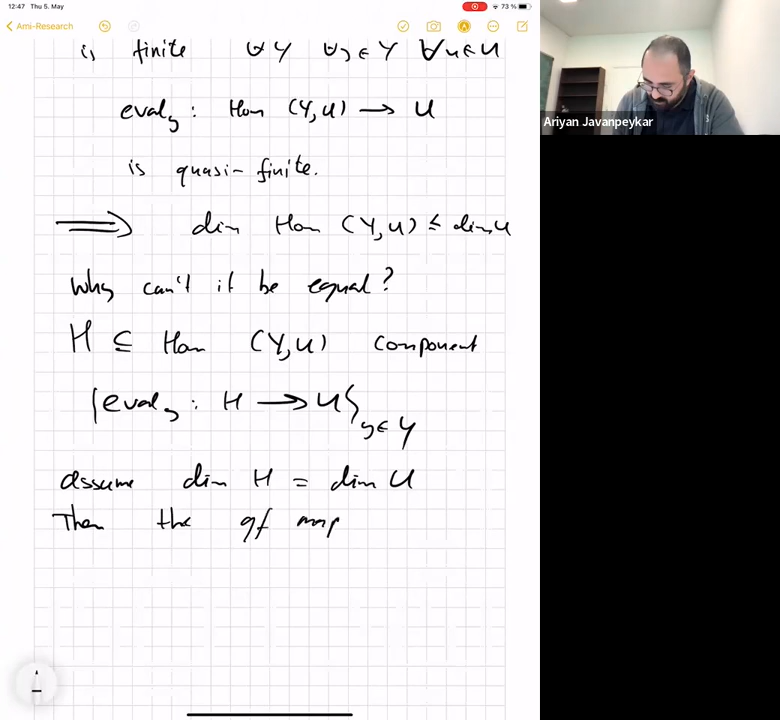 12:47 Thu 5. May
73 %
Ami-Research
is finite ∀Y ∀y∈Y ∀u∈U
eval_y : Hom (Y,U) → U
is quasi-finite.
⟹ dim Hom (Y,U) ≤ dim U
Why can't it be equal?
H ⊆ Hom (Y,U) component
{eval_y : H → U}_{y∈Y}
assume dim H = dim U
Then the qf map
Ariyan Javanpeykar